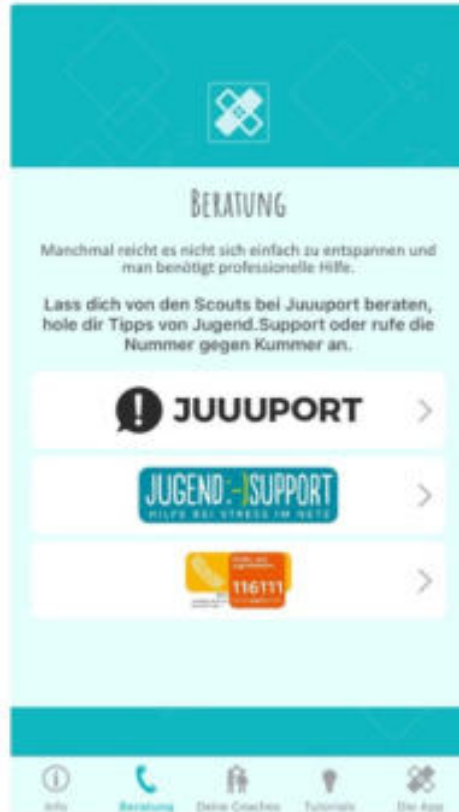 BERATUNG
Manchmal reicht es nicht sich einfach zu entspannen und
man benötigt professionelle Hilfe.
Lass dich von den Scouts bei Juuuport beraten,
hole dir Tipps von Jugend.Support oder rufe die
Nummer gegen Kummer an.
! JUUUPORT
JUGEND:-)SUPPORT
HILFE BEI STRESS IM NETZ
116111
Info Beratung Deine Coaches Tutorials Die App